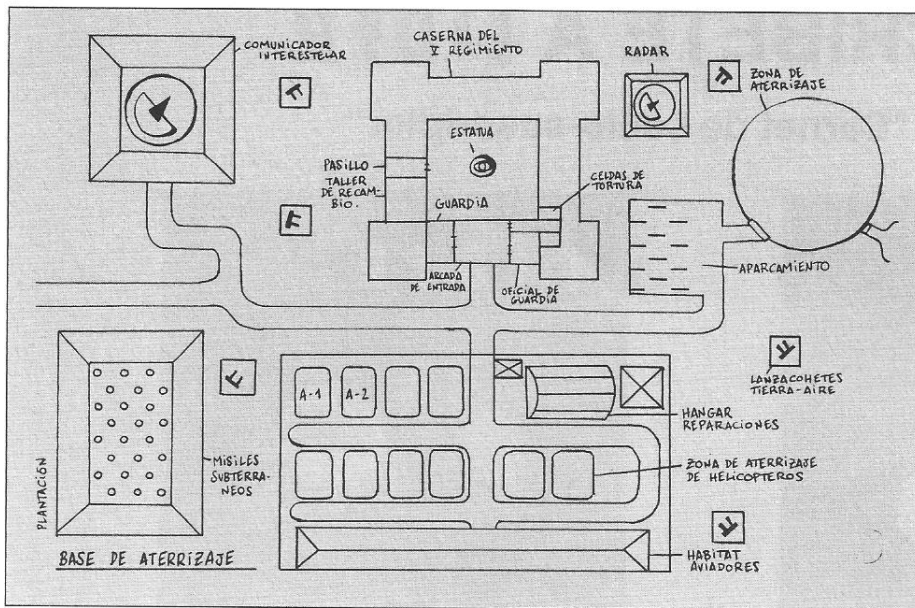 COMUNICADOR
INTERESTELAR
CASERNA DEL
V REGIMIENTO
RADAR
ZONA DE
ATERRIZAJE
ESTATUA
PASILLO
TALLER
DE RECAM-
BIO.
GUARDIA
CELDAS DE
TORTURA
ARCADA
DE ENTRADA
OFICIAL DE
GUARDIA
APARCAMIENTO
LANZACOHETES
TIERRA-AIRE
A-1
A-2
HANGAR
REPARACIONES
MISILES
SUBTERRA-
NEOS
PLANTACIÓN
ZONA DE ATERRIZAJE
DE HELICOPTEROS
BASE DE ATERRIZAJE
HABITAT
AVIADORES